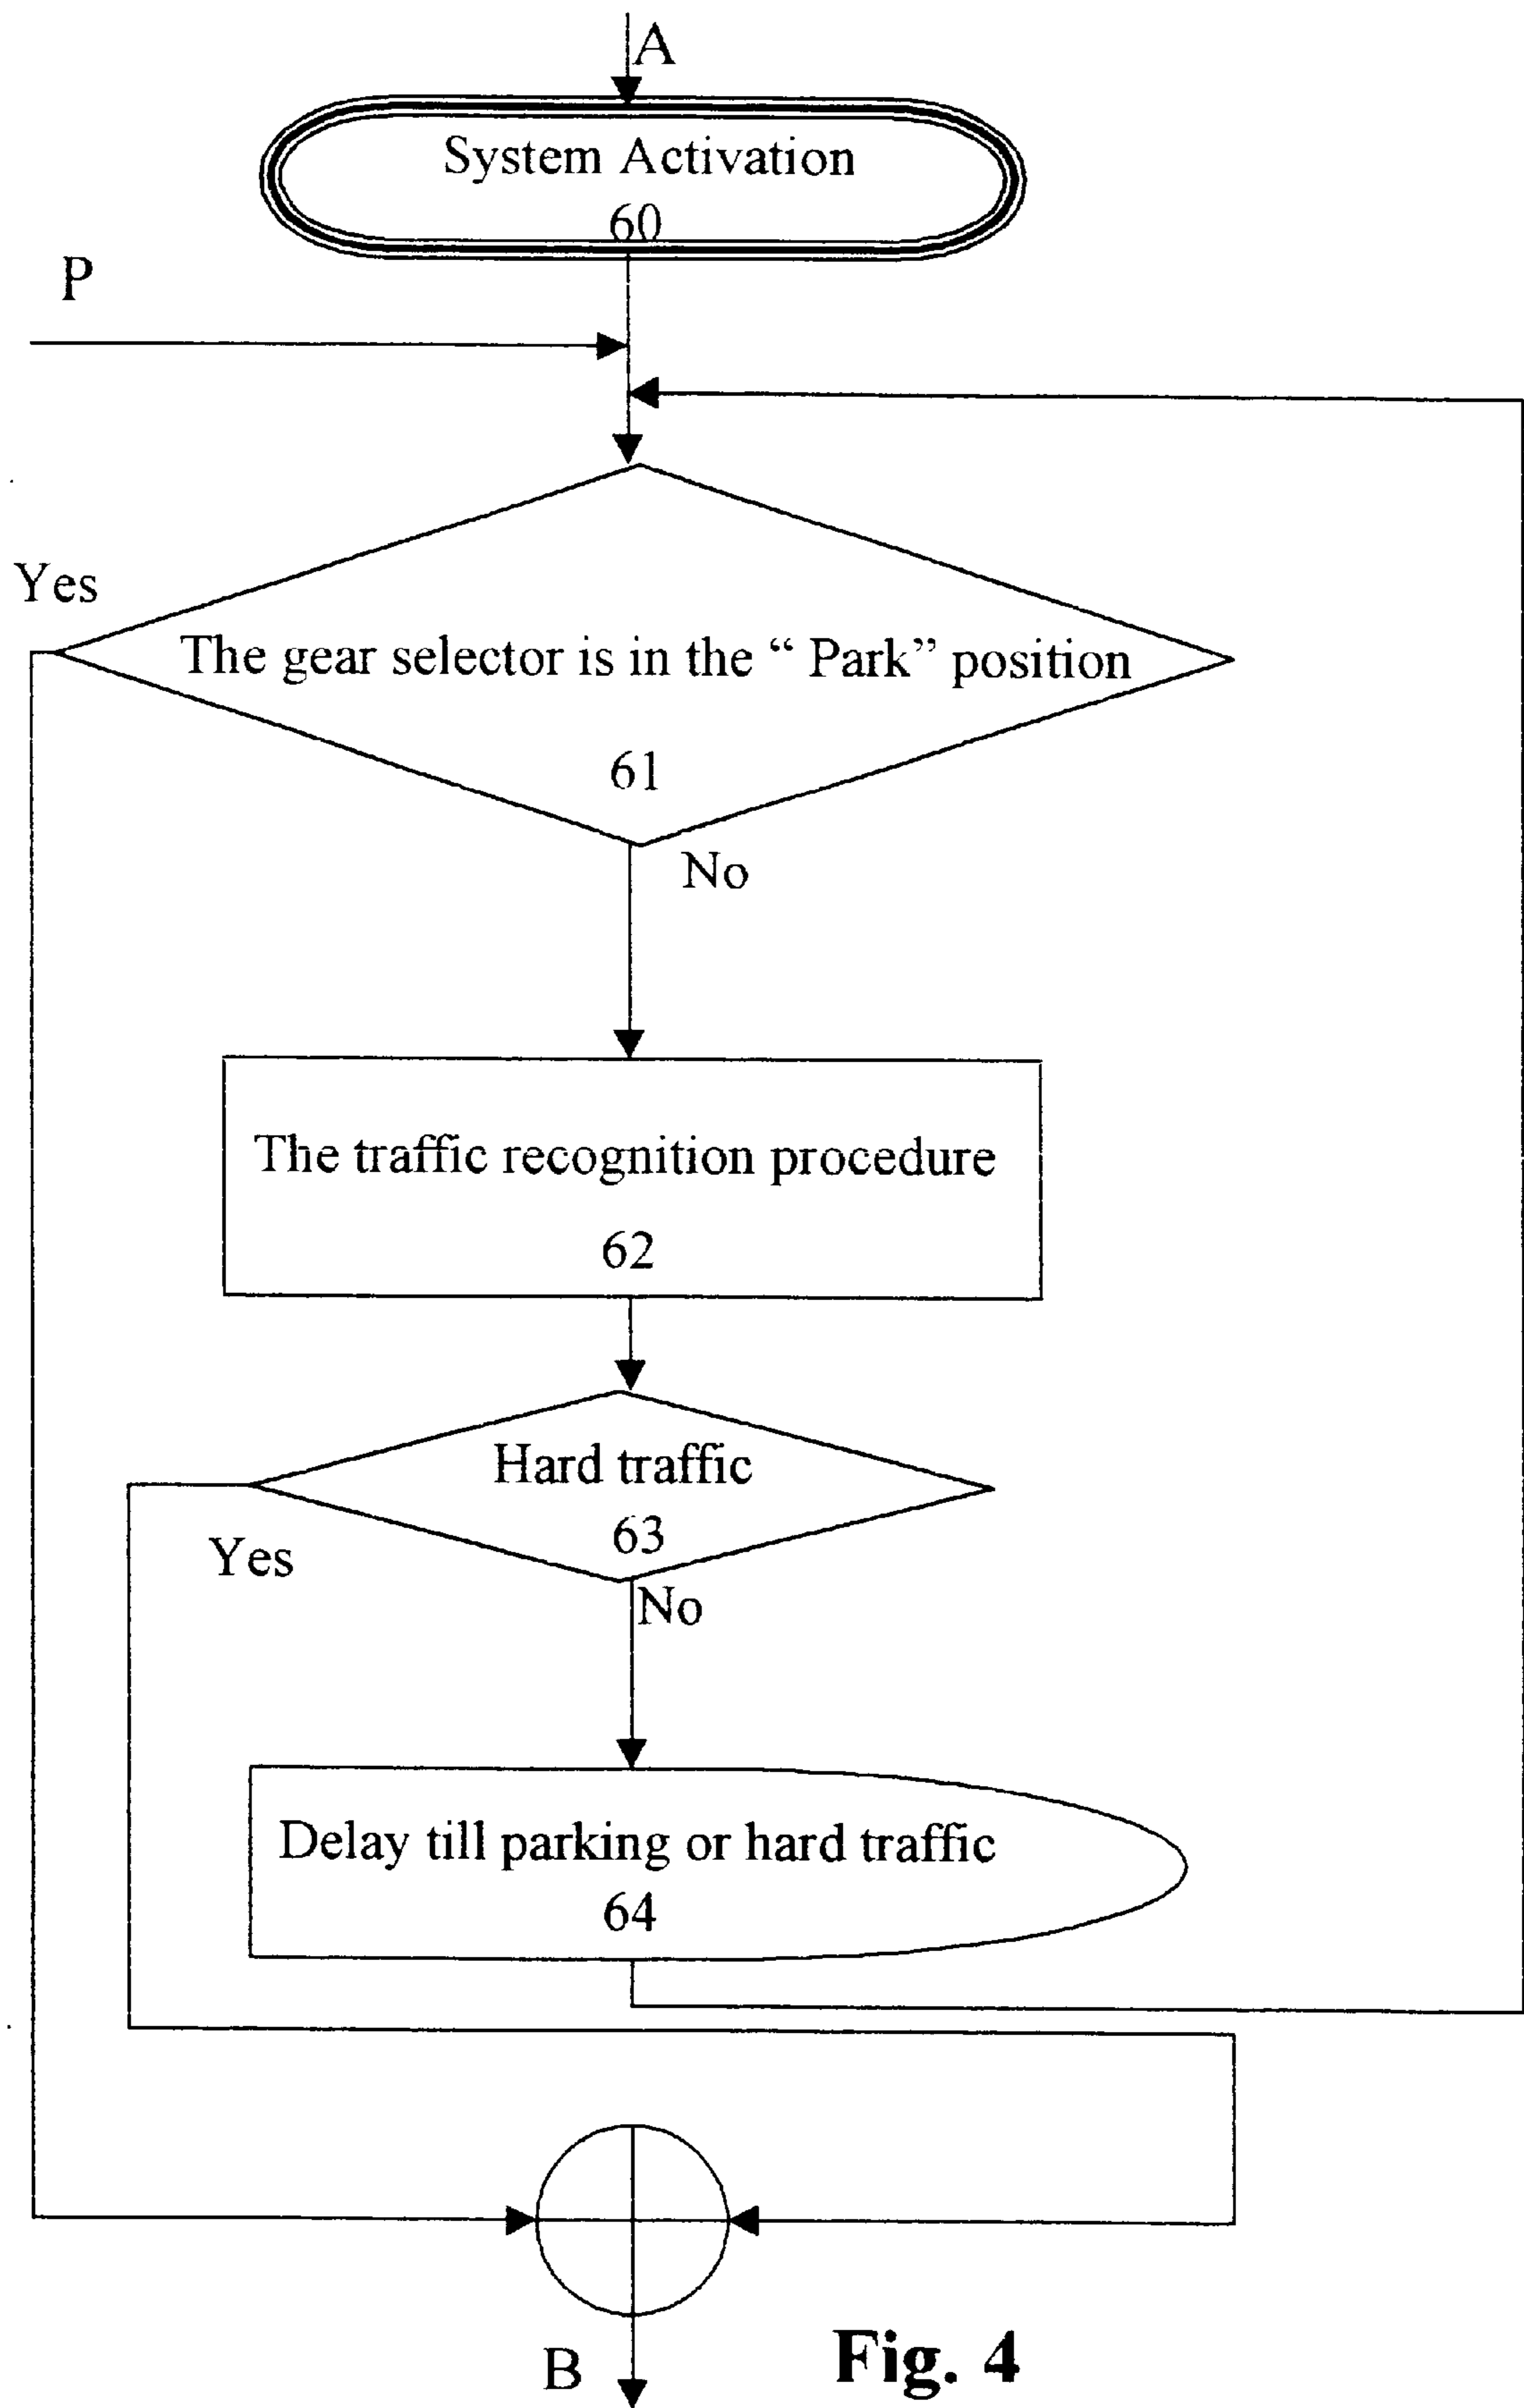 A
System Activation
60
P
Yes
The gear selector is in the “ Park” position
61
No
The traffic recognition procedure
62
Hard traffic
63
Yes
No
Delay till parking or hard traffic
64
B
Fig. 4